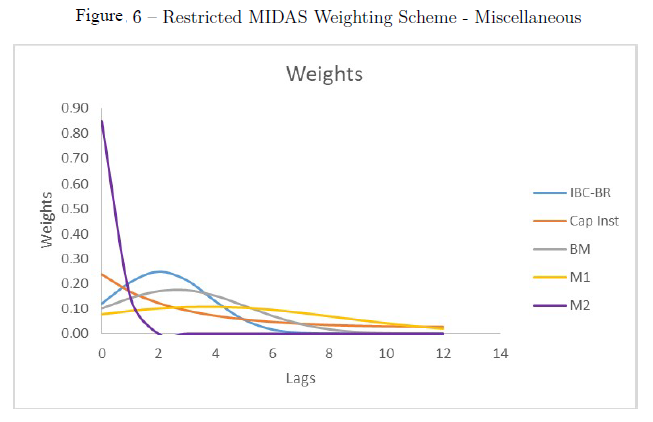 Figure. 6 – Restricted MIDAS Weighting Scheme - Miscellaneous
Weights
0.90
0.80
0.70
0.60
0.50
0.40
0.30
0.20
0.10
0.00
Weights
0 2 4 6 8 10 12 14
Lags
IBC-BR
Cap Inst
BM
M1
M2